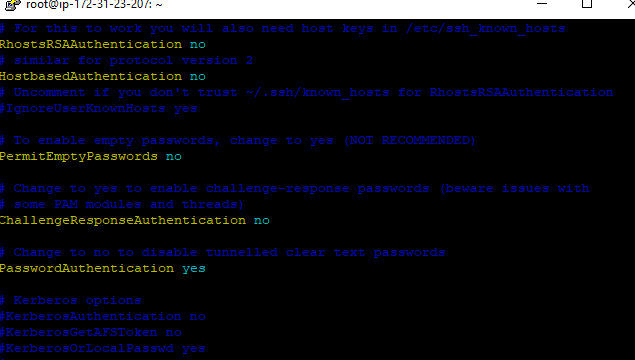 root@ip-172-31-23-207: ~
# For this to work you will also need host keys in /etc/ssh_known_hosts
RhostsRSAAuthentication no
# similar for protocol version 2
HostbasedAuthentication no
# Uncomment if you don't trust ~/.ssh/known_hosts for RhostsRSAAuthentication
#IgnoreUserKnownHosts yes
# To enable empty passwords, change to yes (NOT RECOMMENDED)
PermitEmptyPasswords no
# Change to yes to enable challenge-response passwords (beware issues with
# some PAM modules and threads)
ChallengeResponseAuthentication no
# Change to no to disable tunnelled clear text passwords
PasswordAuthentication yes
# Kerberos options
#KerberosAuthentication no
#KerberosGetAFSToken no
#KerberosOrLocalPasswd yes